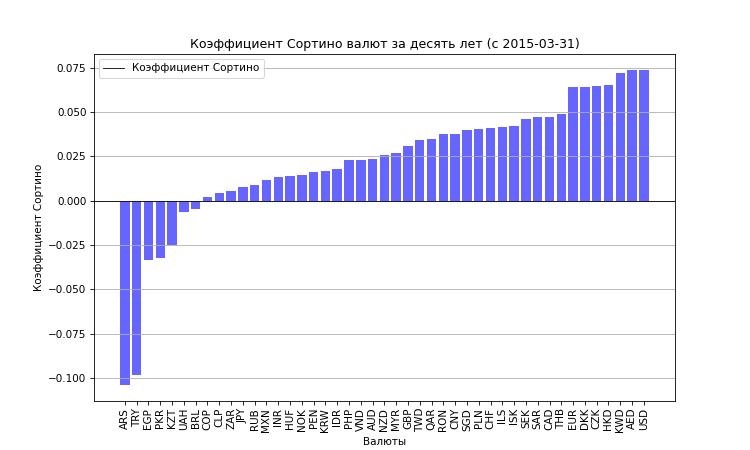 Коэффициент Сортино валют за десять лет (с 2015-03-31)
Коэффициент Сортино
0.075
0.050
0.025
0.000
−0.025
−0.050
−0.075
−0.100
Коэффициент Сортино
ARS TRY EGP PKR KZT UAH BRL COP CLP ZAR JPY RUB MXN INR HUF NOK PEN KRW IDR PHP VND AUD NZD MYR GBP TWD QAR RON CNY SGD PLN CHF ILS ISK SEK SAR CAD THB EUR DKK CZK HKD KWD AED USD
Валюты